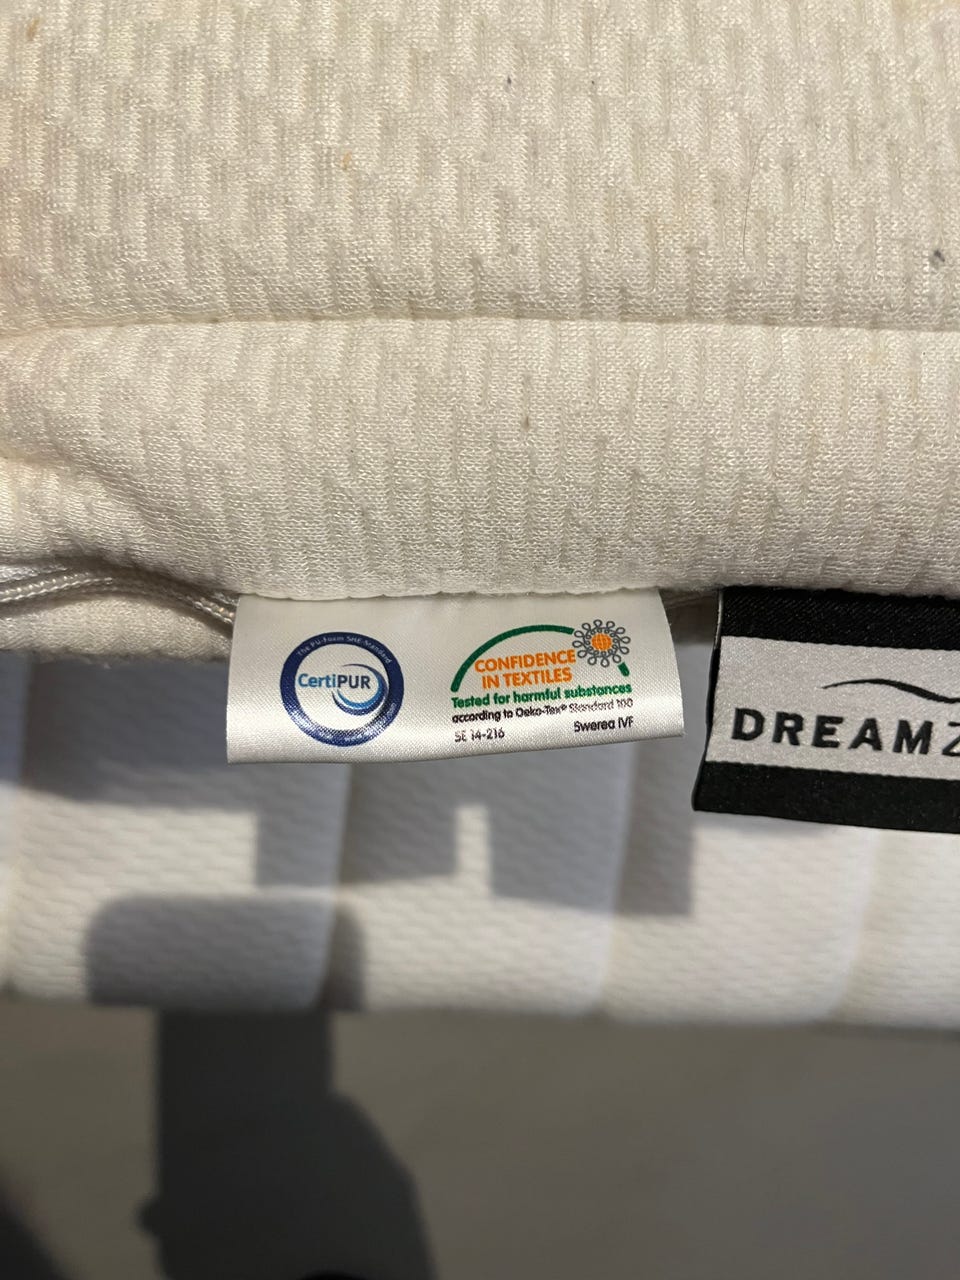 The PU-Foam SHE-Standard
CertiPUR
CONFIDENCE
IN TEXTILES
Tested for harmful substances
according to Oeko-Tex® Standard 100
SE 14-216 Swerea IVF
DREAMZ